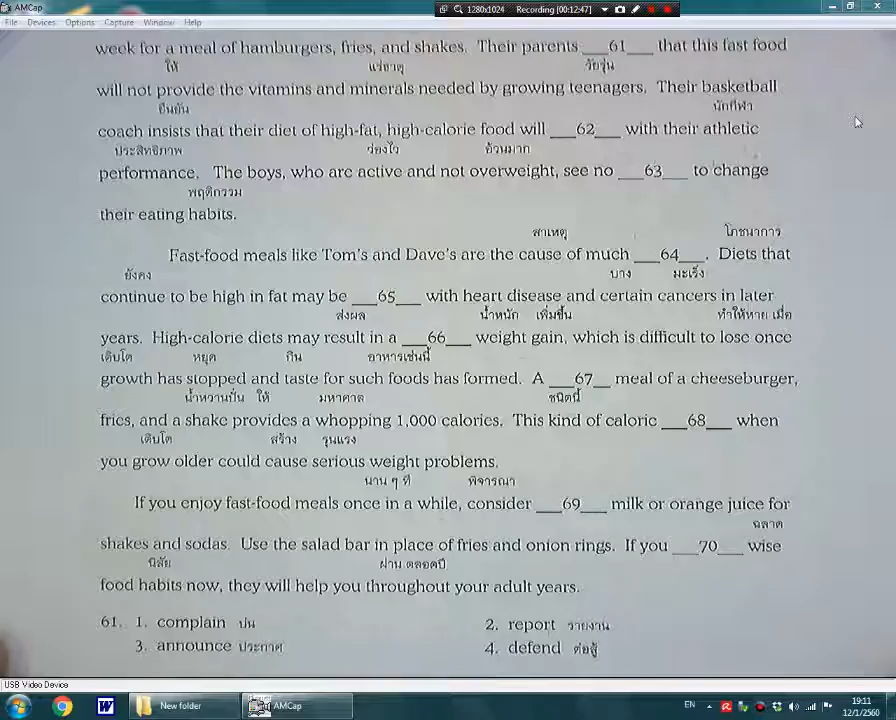 AMCap
1280x1024 Recording [00:12:47]
File Devices Options Capture Window Help
week for a meal of hamburgers, fries, and shakes. Their parents ___61___ that this fast food
ให้ แร่ธาตุ วัยรุ่น
will not provide the vitamins and minerals needed by growing teenagers. Their basketball
ยืนยัน นักกีฬา
coach insists that their diet of high-fat, high-calorie food will ___62___ with their athletic
ประสิทธิภาพ ว่องไว อ้วนมาก
performance. The boys, who are active and not overweight, see no ___63___ to change
พฤติกรรม
their eating habits.
สาเหตุ โภชนาการ
Fast-food meals like Tom's and Dave's are the cause of much ___64___. Diets that
ยังคง บาง มะเร็ง
continue to be high in fat may be ___65___ with heart disease and certain cancers in later
ส่งผล น้ำหนัก เพิ่มขึ้น ทำให้หาย เมื่อ
years. High-calorie diets may result in a ___66___ weight gain, which is difficult to lose once
เติบโต หยุด กิน อาหารเช่นนี้
growth has stopped and taste for such foods has formed. A ___67___ meal of a cheeseburger,
น้ำหวานปั่น ให้ มหาศาล ชนิดนี้
fries, and a shake provides a whopping 1,000 calories. This kind of caloric ___68___ when
เติบโต สร้าง รุนแรง
you grow older could cause serious weight problems.
นาน ๆ ที พิจารณา
If you enjoy fast-food meals once in a while, consider ___69___ milk or orange juice for
ฉลาด
shakes and sodas. Use the salad bar in place of fries and onion rings. If you ___70___ wise
นิสัย ผ่าน ตลอดปี
food habits now, they will help you throughout your adult years.
61. 1. complain บ่น 2. report รายงาน
3. announce ประกาศ 4. defend ต่อสู้
USB Video Device
New folder AMCap EN 19:11
12/1/2560